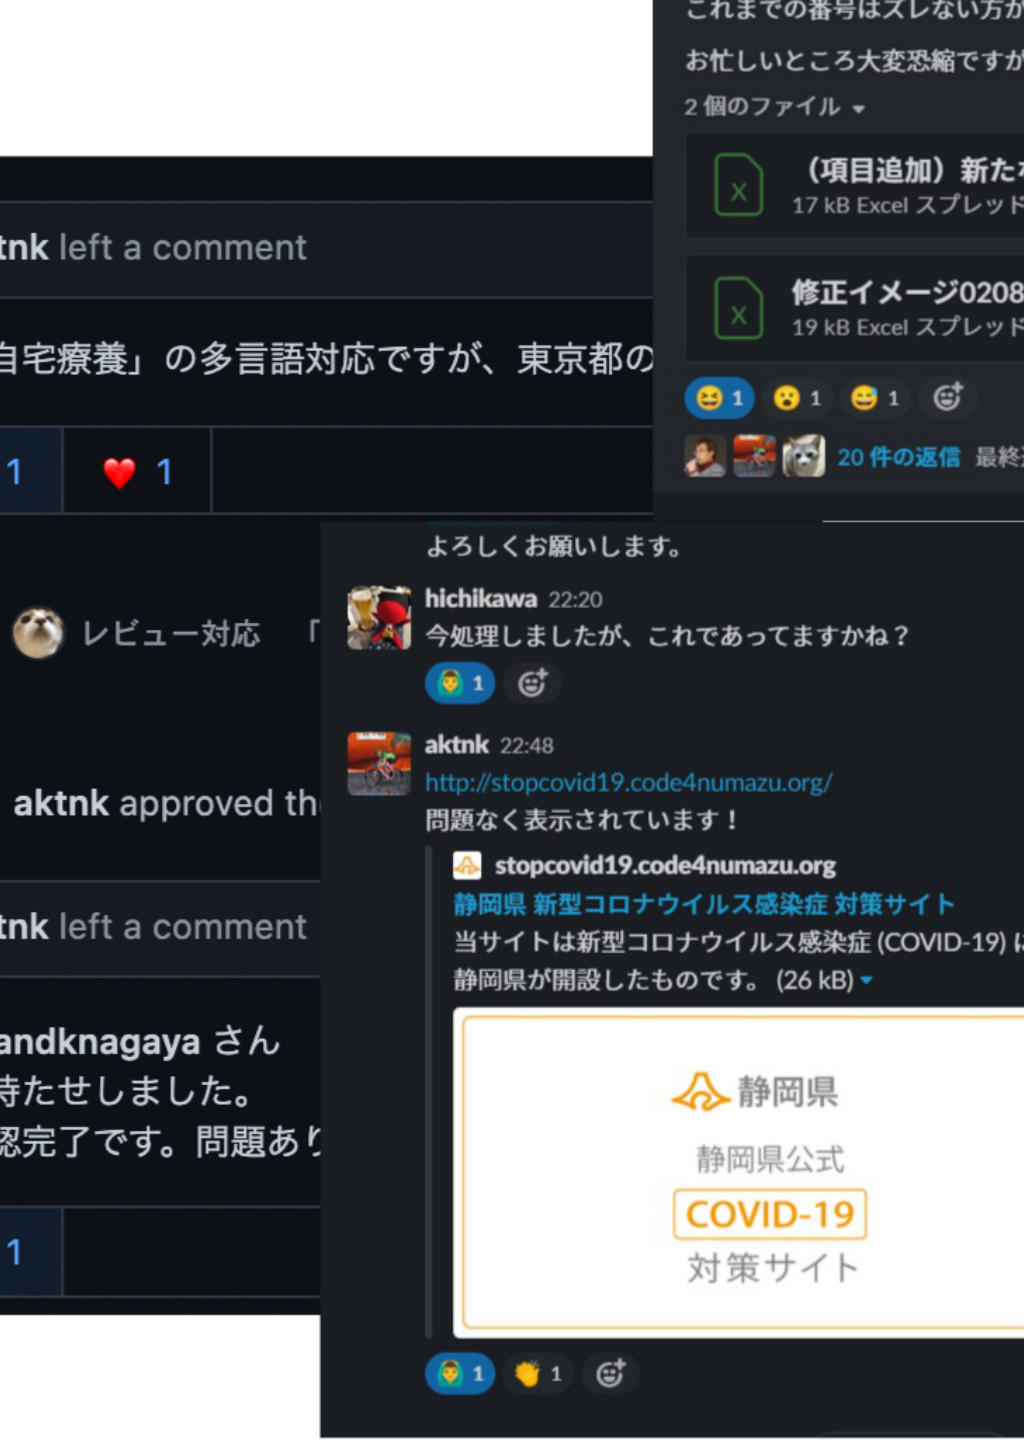 これまでの番号はズレない方が
お忙しいところ大変恐縮ですが
2 個のファイル
（項目追加）新たな
17 kB Excel スプレッド
修正イメージ0208
19 kB Excel スプレッド
1 1 1
20 件の返信 最終
tnk left a comment
自宅療養」の多言語対応ですが、東京都の
1 1
レビュー対応 「
aktnk approved th
tnk left a comment
andknagaya さん
待たせしました。
認完了です。問題あり
1
よろしくお願いします。
hichikawa 22:20
今処理しましたが、これであってますかね？
1
aktnk 22:48
http://stopcovid19.code4numazu.org/
問題なく表示されています！
stopcovid19.code4numazu.org
静岡県 新型コロナウイルス感染症 対策サイト
当サイトは新型コロナウイルス感染症 (COVID-19) に
静岡県が開設したものです。 (26 kB)
静岡県
静岡県公式
COVID-19
対策サイト
1 1